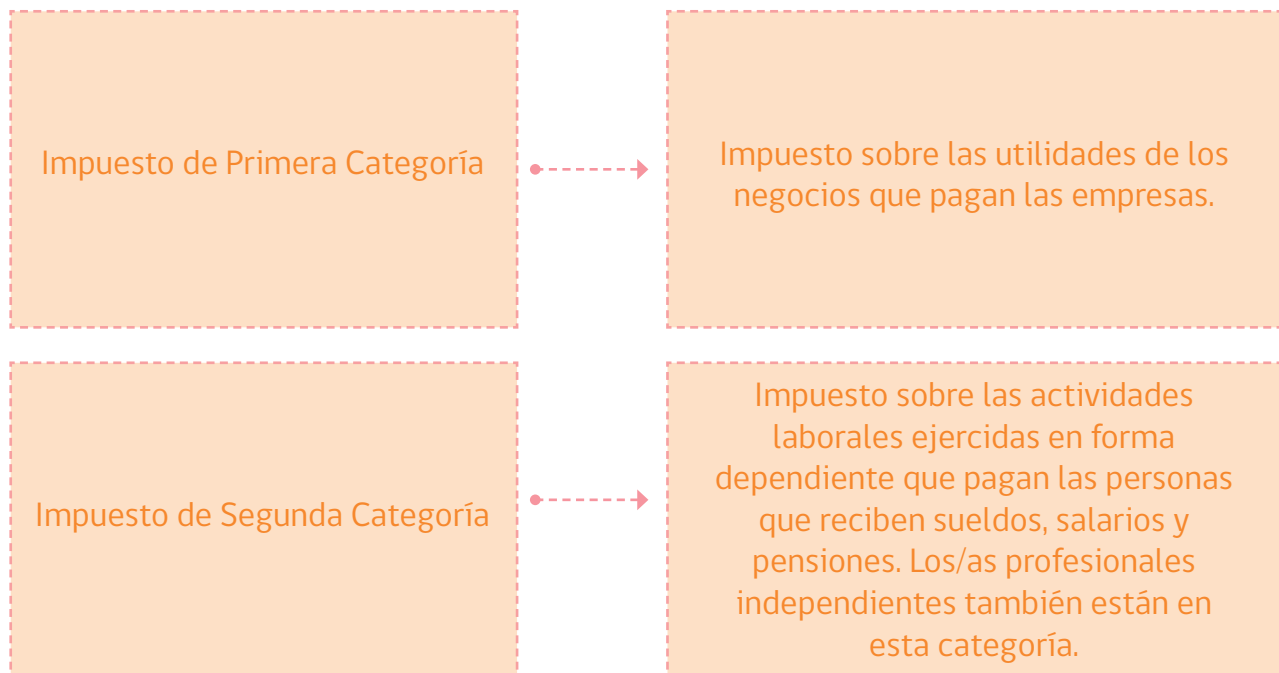 Impuesto de Primera Categoría
Impuesto sobre las utilidades de los
negocios que pagan las empresas.
Impuesto de Segunda Categoría
Impuesto sobre las actividades
laborales ejercidas en forma
dependiente que pagan las personas
que reciben sueldos, salarios y
pensiones. Los/as profesionales
independientes también están en
esta categoría.